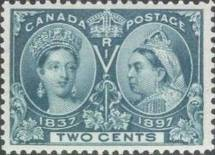 CANADA POSTAGE
V R I
1837 1897
TWO CENTS